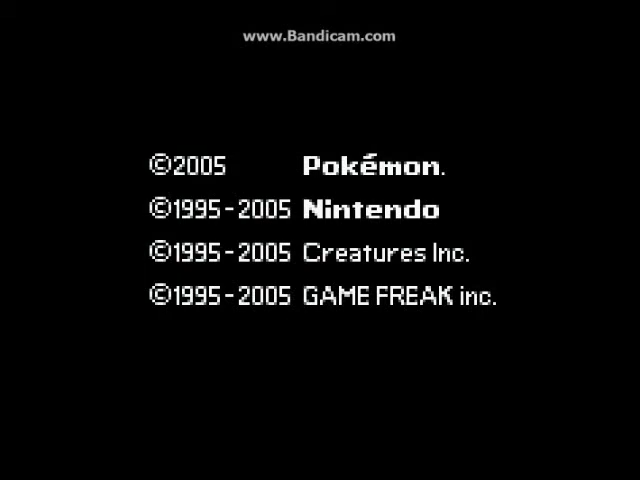 www.Bandicam.com
©2005 Pokémon.
©1995-2005 Nintendo
©1995-2005 Creatures Inc.
©1995-2005 GAME FREAK inc.